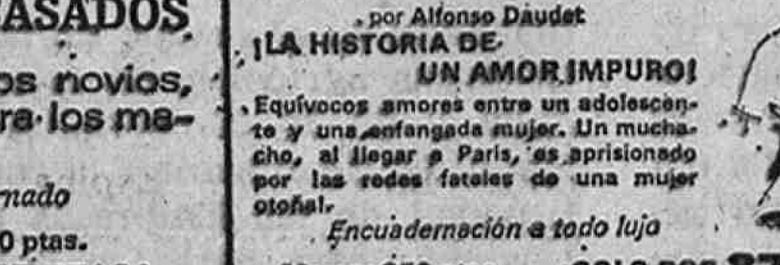 ASADOS
os novios,
ra los ma-
nado
0 ptas.
por Alfonso Daudet
¡LA HISTORIA DE
UN AMOR IMPURO!
Equívocos amores entre un adolescen-
te y una enfangada mujer. Un mucha-
cho, al llegar a París, es aprisionado
por las redes fatales de una mujer
otoñal.
Encuadernación a todo lujo